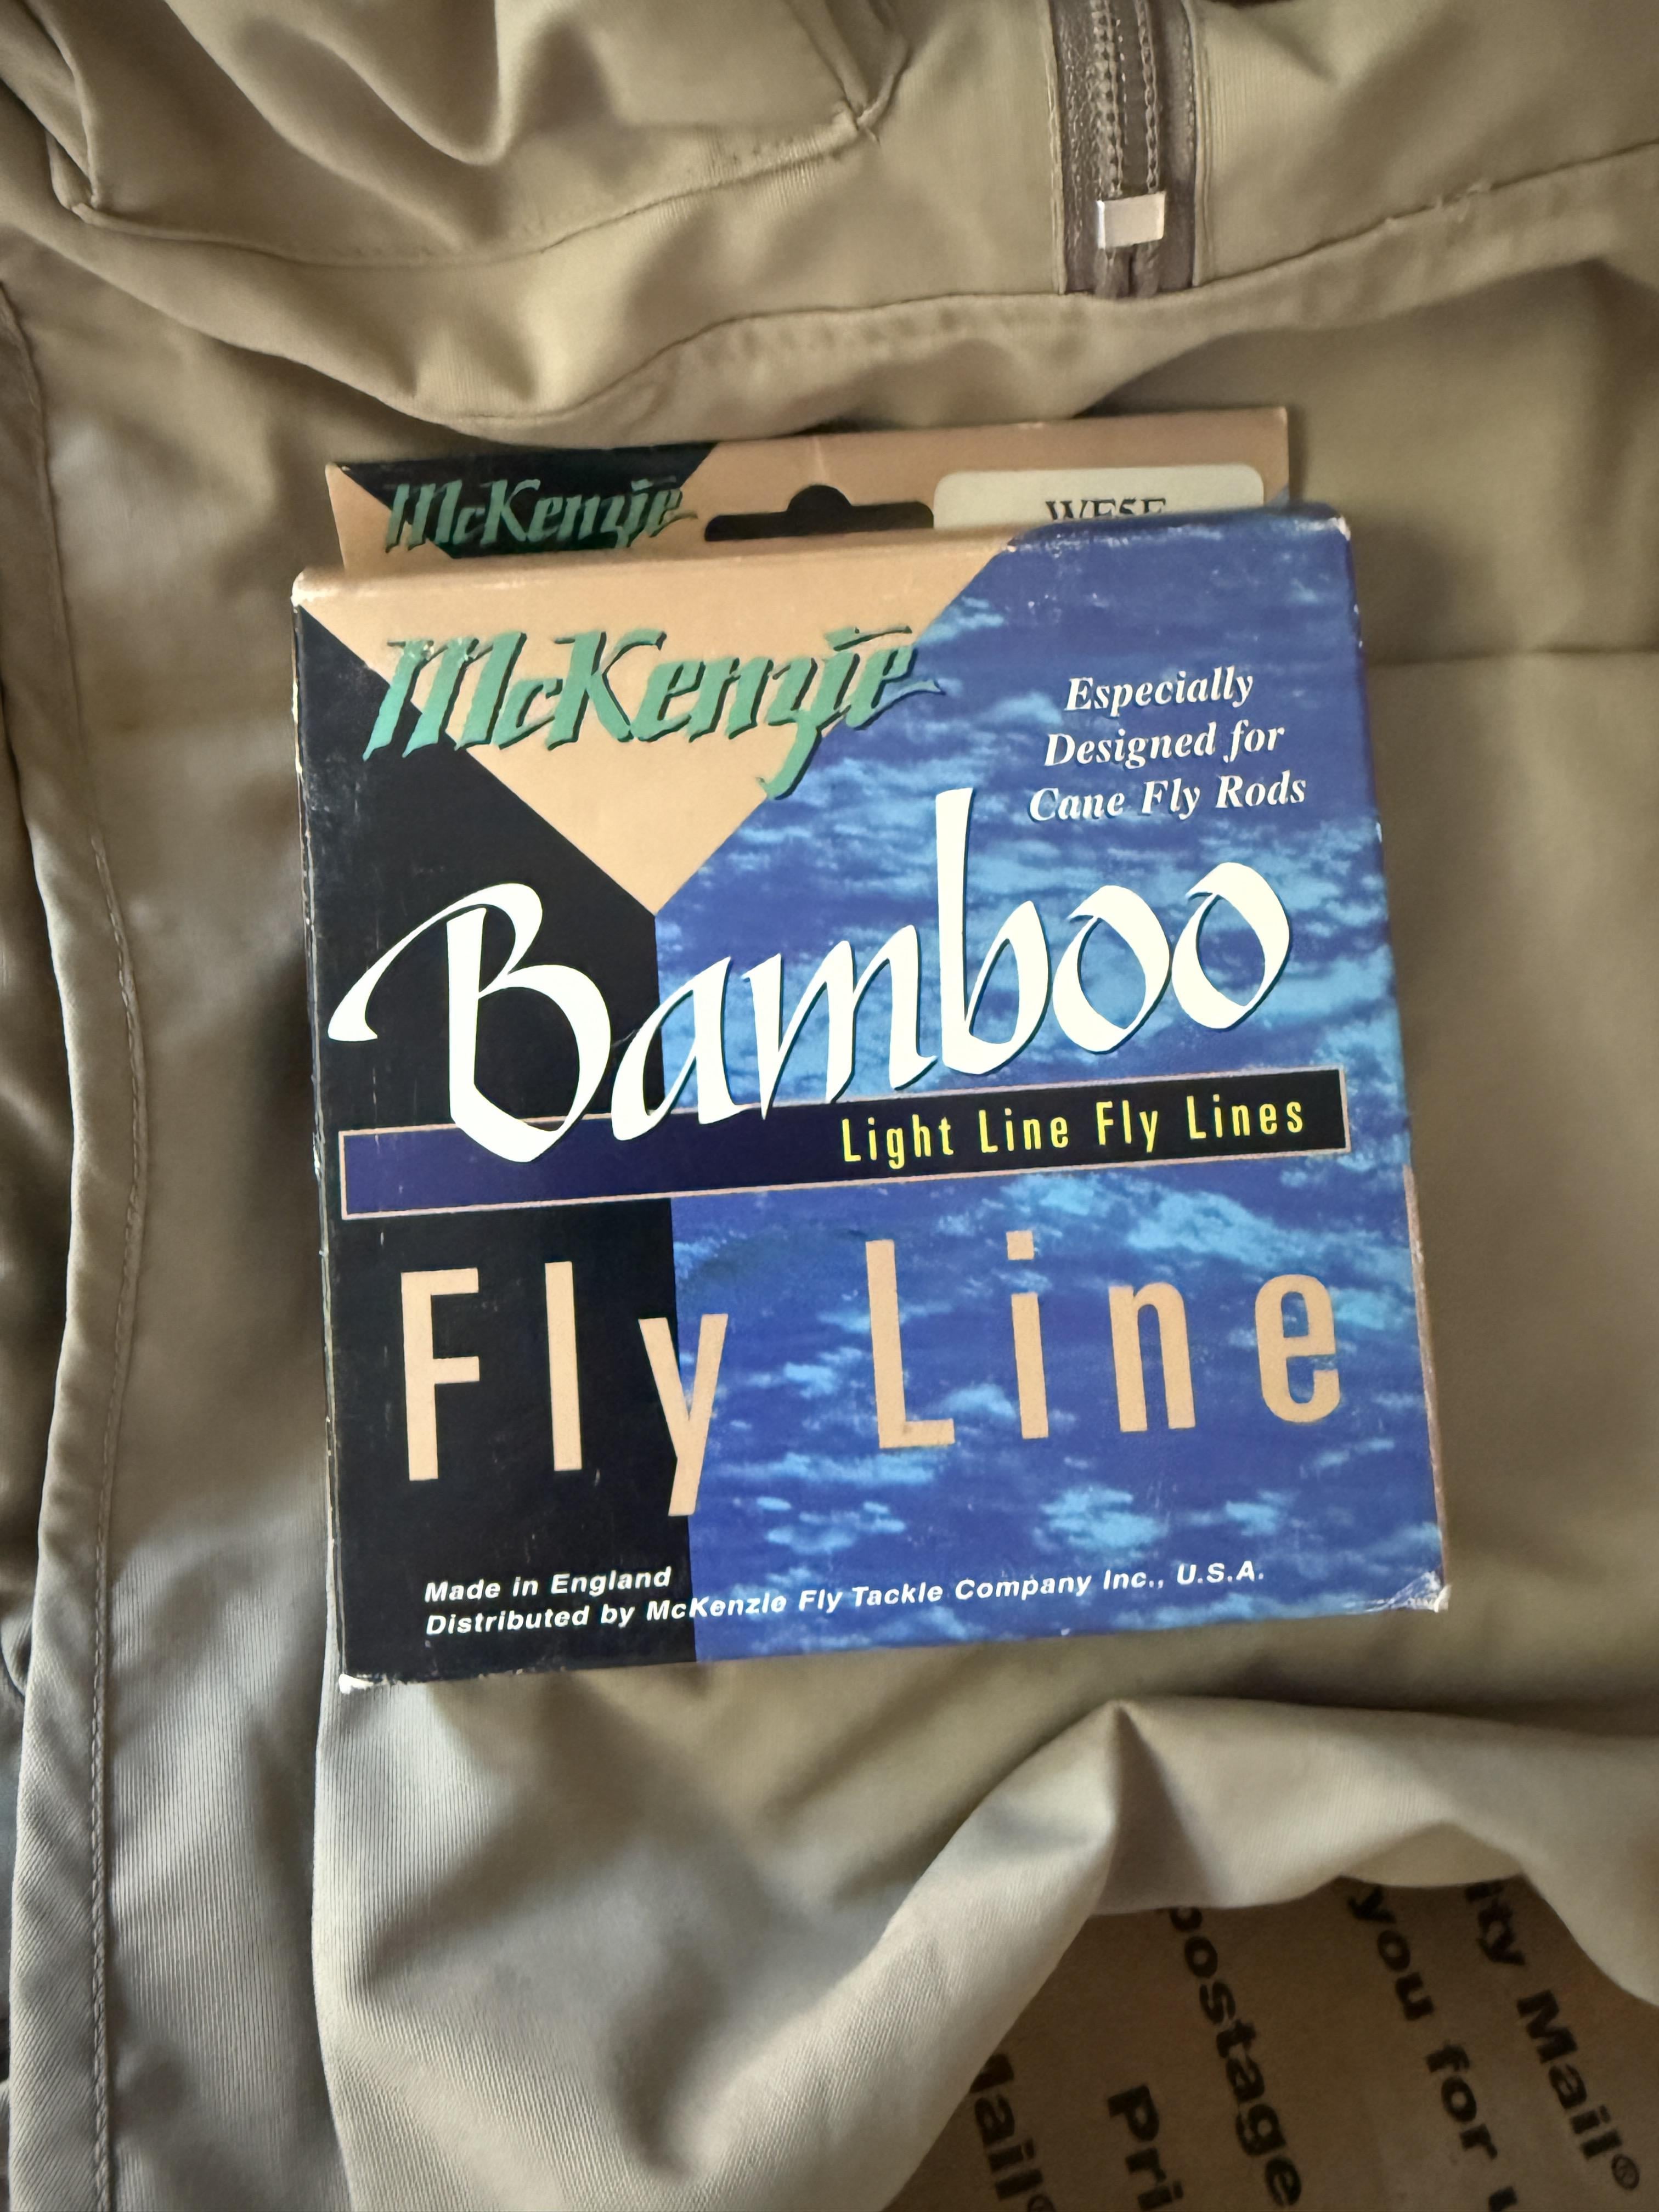 McKenzie
WF5F
McKenzie
Especially
Designed for
Cane Fly Rods
Bamboo
Light Line Fly Lines
Fly Line
Made in England
Distributed by McKenzie Fly Tackle Company Inc., U.S.A.
Mail®
you for
postage
Mail®
Pri